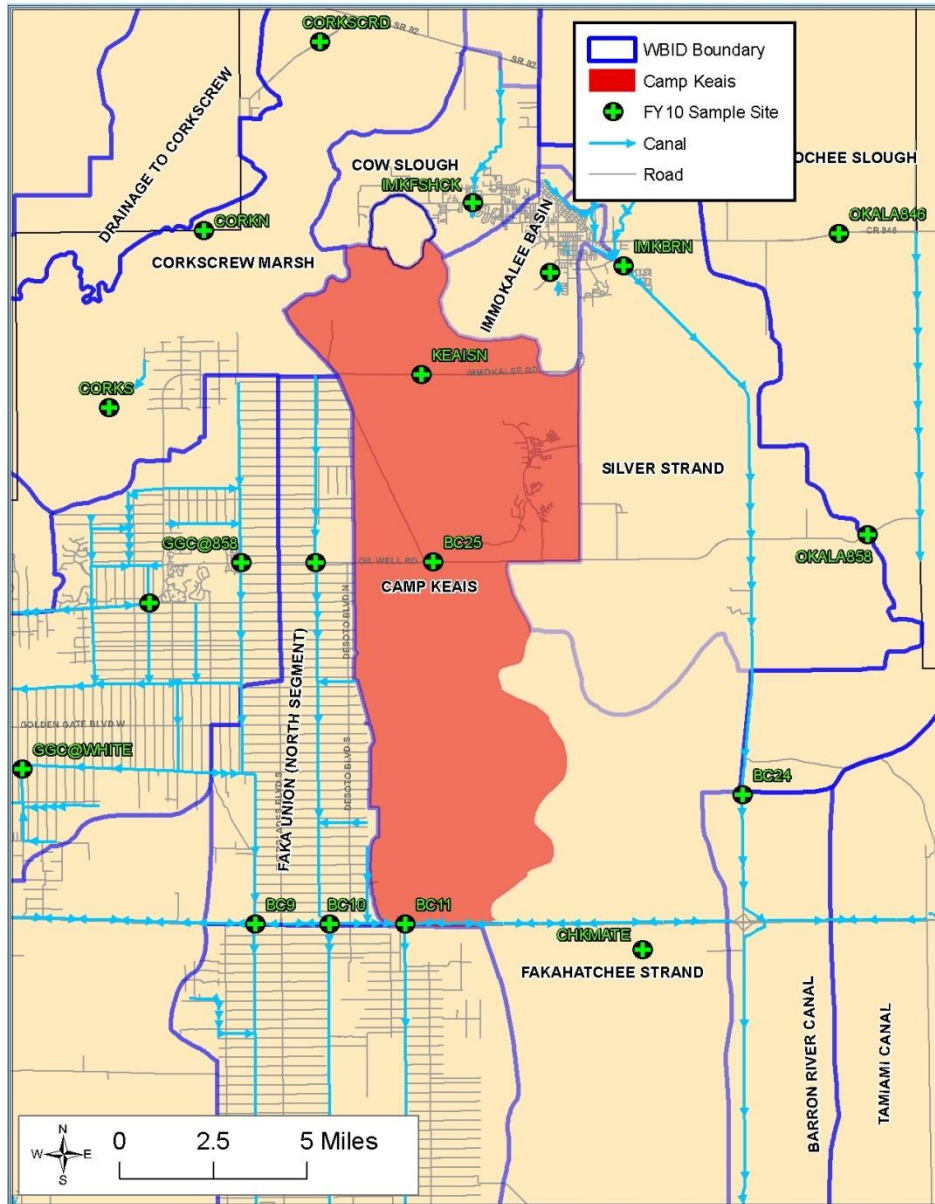 CORKSCRD
SR 82
SR 82
WBID Boundary
Camp Keais
FY10 Sample Site
Canal
Road
DRAINAGE TO CORKSCREW
COW SLOUGH
OCHEE SLOUGH
IMKFSHCK
CORKN
OKALA846
CR 846
CORKSCREW MARSH
IMMOKALEE BASIN
IMKBRN
KEAISN
IMMOKALEE RD
CORKS
SILVER STRAND
GGC@858
BC25
OIL WELL RD
OKALA858
CAMP KEAIS
DESOTO BLVD N
FAKA UNION (NORTH SEGMENT)
GOLDEN GATE BLVD W
GGC@WHITE
DESOTO BLVD S
BC24
BC9
BC10
BC11
CHKMATE
FAKAHATCHEE STRAND
BARRON RIVER CANAL
TAMIAMI CANAL
N
W
E
S
0 2.5 5 Miles